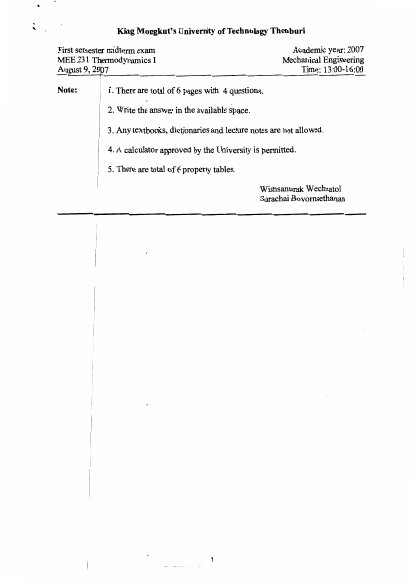 King Mongkut's University of Technology Thonburi
First semester midterm exam Academic year: 2007
MEE 231 Thermodynamics 1 Mechanical Engineering
August 9, 2007 Time: 13:00-16:00
Note: 1. There are total of 6 pages with 4 questions.
2. Write the answer in the available space.
3. Any textbooks, dictionaries and lecture notes are not allowed.
4. A calculator approved by the University is permitted.
5. There are total of 6 property tables.
Wishsanurak Wechsatol
Surachai Bovornsethanan
1